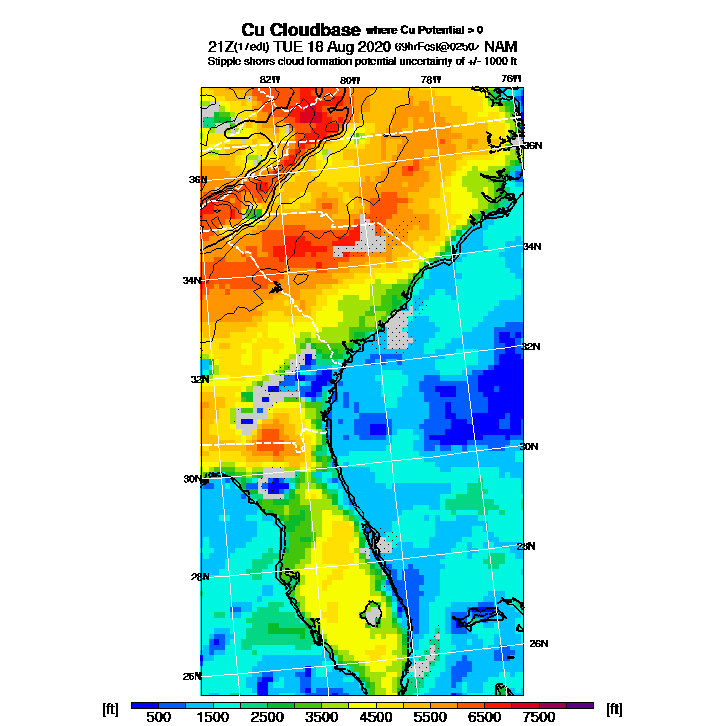 Cu Cloudbase where Cu Potential > 0
21Z(17edt) TUE 18 Aug 2020 69hrFcst@0250z NAM
Stipple shows cloud formation potential uncertainty of +/- 1000 ft
82W 80W 78W 76W
36N
36N
34N
34N
32N
32N
30N
30N
28N
28N
26N
26N
[ft] 500 1500 2500 3500 4500 5500 6500 7500 [ft]